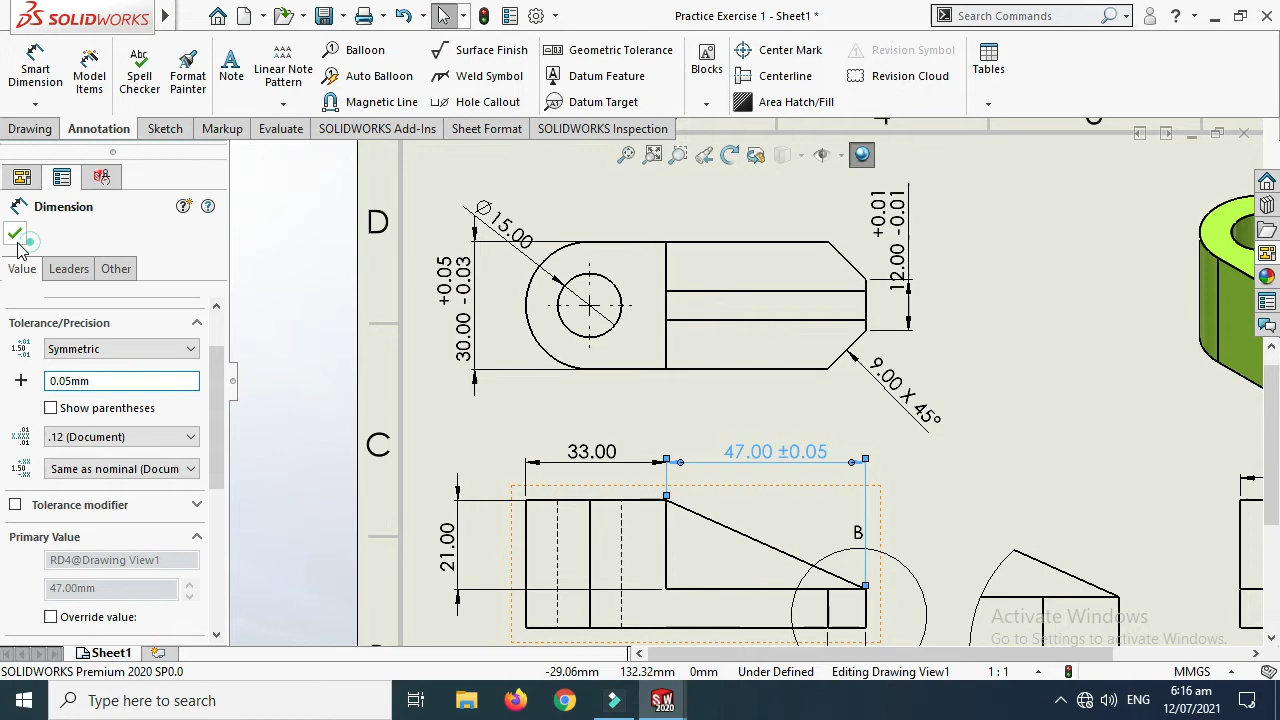 SOLIDWORKS
Practice Exercise 1 - Sheet1 *
Search Commands
Smart
Dimension
Model
Items
Abc
Spell
Checker
Format
Painter
A
Note
AAA
AAA
Linear Note
Pattern
Balloon
Auto Balloon
Magnetic Line
Surface Finish
Weld Symbol
Hole Callout
Geometric Tolerance
Datum Feature
Datum Target
Blocks
Center Mark
Centerline
Area Hatch/Fill
Revision Symbol
Revision Cloud
Tables
Drawing
Annotation
Sketch
Markup
Evaluate
SOLIDWORKS Add-Ins
Sheet Format
SOLIDWORKS Inspection
Dimension
Value
Leaders
Other
Tolerance/Precision
Symmetric
0.05mm
Show parentheses
.12 (Document)
Same as nominal (Docum
Tolerance modifier
Primary Value
RD4@Drawing View1
47.00mm
Override value:
D
C
∅15.00
+0.05
30.00 -0.03
+0.01
12.00 -0.01
9.00 X 45°
33.00
47.00 ±0.05
21.00
B
Activate Windows
Go to Settings to activate Windows.
Sheet1
SOLIDWORKS Premium 2020 SP0.0
-29.06mm
132.32mm
0mm
Under Defined
Editing Drawing View1
1 : 1
MMGS
Type here to search
SW
2020
ENG
6:16 am
12/07/2021